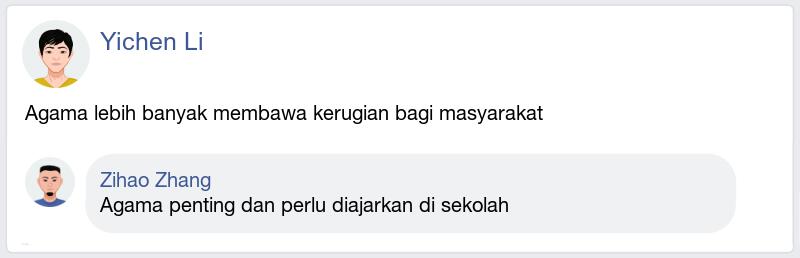 Yichen Li
Agama lebih banyak membawa kerugian bagi masyarakat
Zihao Zhang
Agama penting dan perlu diajarkan di sekolah